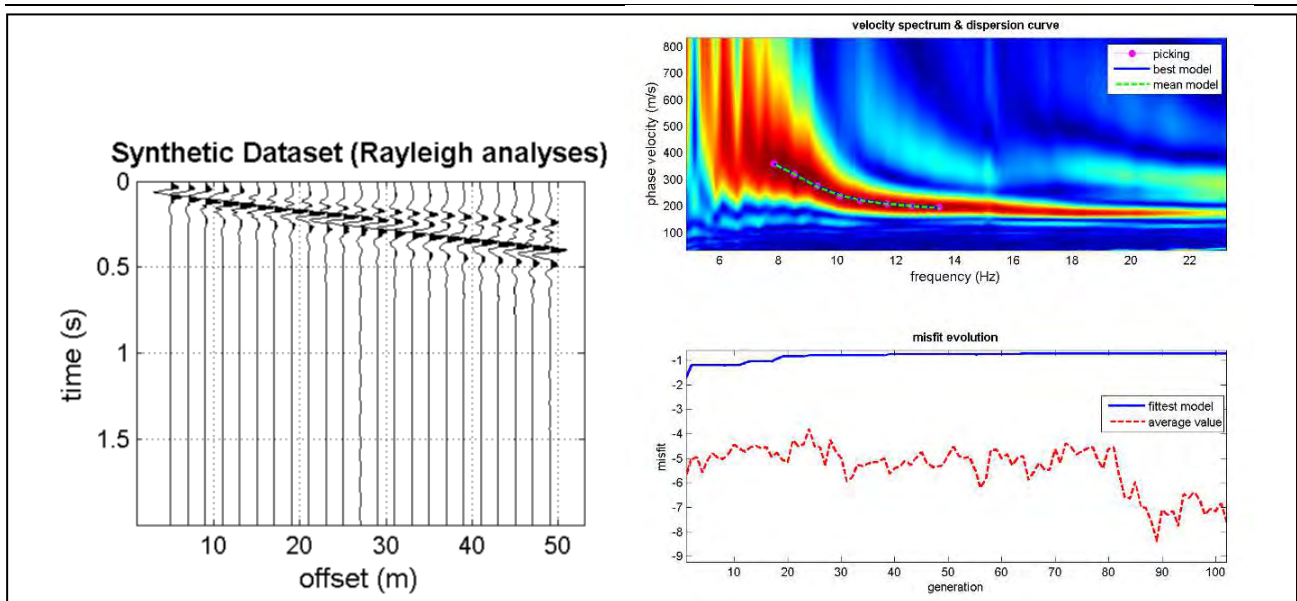 Synthetic Dataset (Rayleigh analyses)
0
0.5
1
1.5
time (s)
10 20 30 40 50
offset (m)
velocity spectrum & dispersion curve
800
700
600
500
400
300
200
100
phase velocity (m/s)
picking
best model
mean model
6 8 10 12 14 16 18 20 22
frequency (Hz)
misfit evolution
-1
-2
-3
-4
-5
-6
-7
-8
-9
misfit
fittest model
average value
10 20 30 40 50 60 70 80 90 100
generation